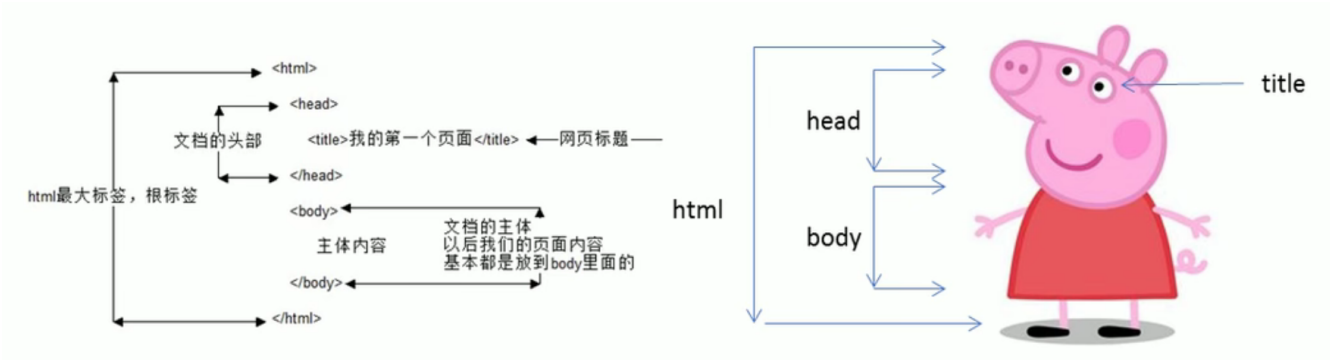 <html>
<head>
文档的头部
<title>我的第一个页面</title>
网页标题
</head>
html最大标签，根标签
<body>
主体内容
文档的主体
以后我们的页面内容
基本都是放到body里面的
</body>
</html>
html
head
body
title